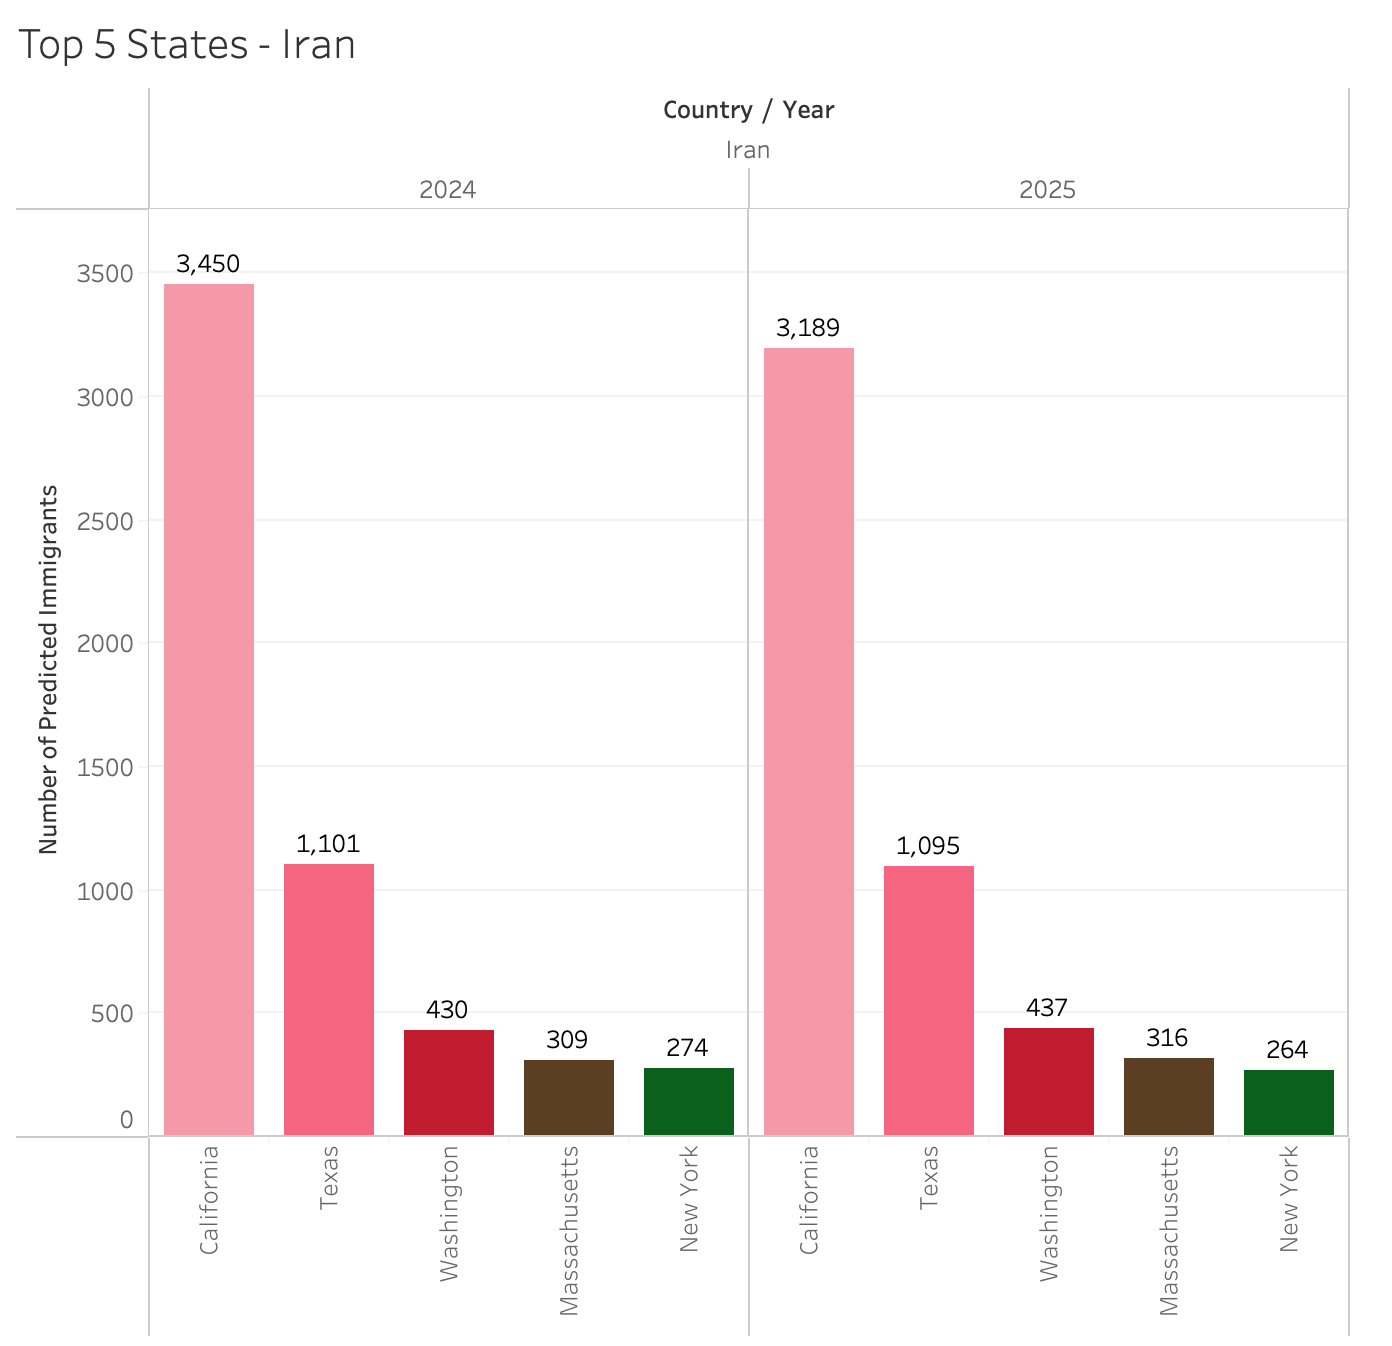 Top 5 States - Iran
Country / Year
Iran
2024
2025
Number of Predicted Immigrants
3500
3000
2500
2000
1500
1000
500
0
3,450
1,101
430
309
274
3,189
1,095
437
316
264
California
Texas
Washington
Massachusetts
New York
California
Texas
Washington
Massachusetts
New York